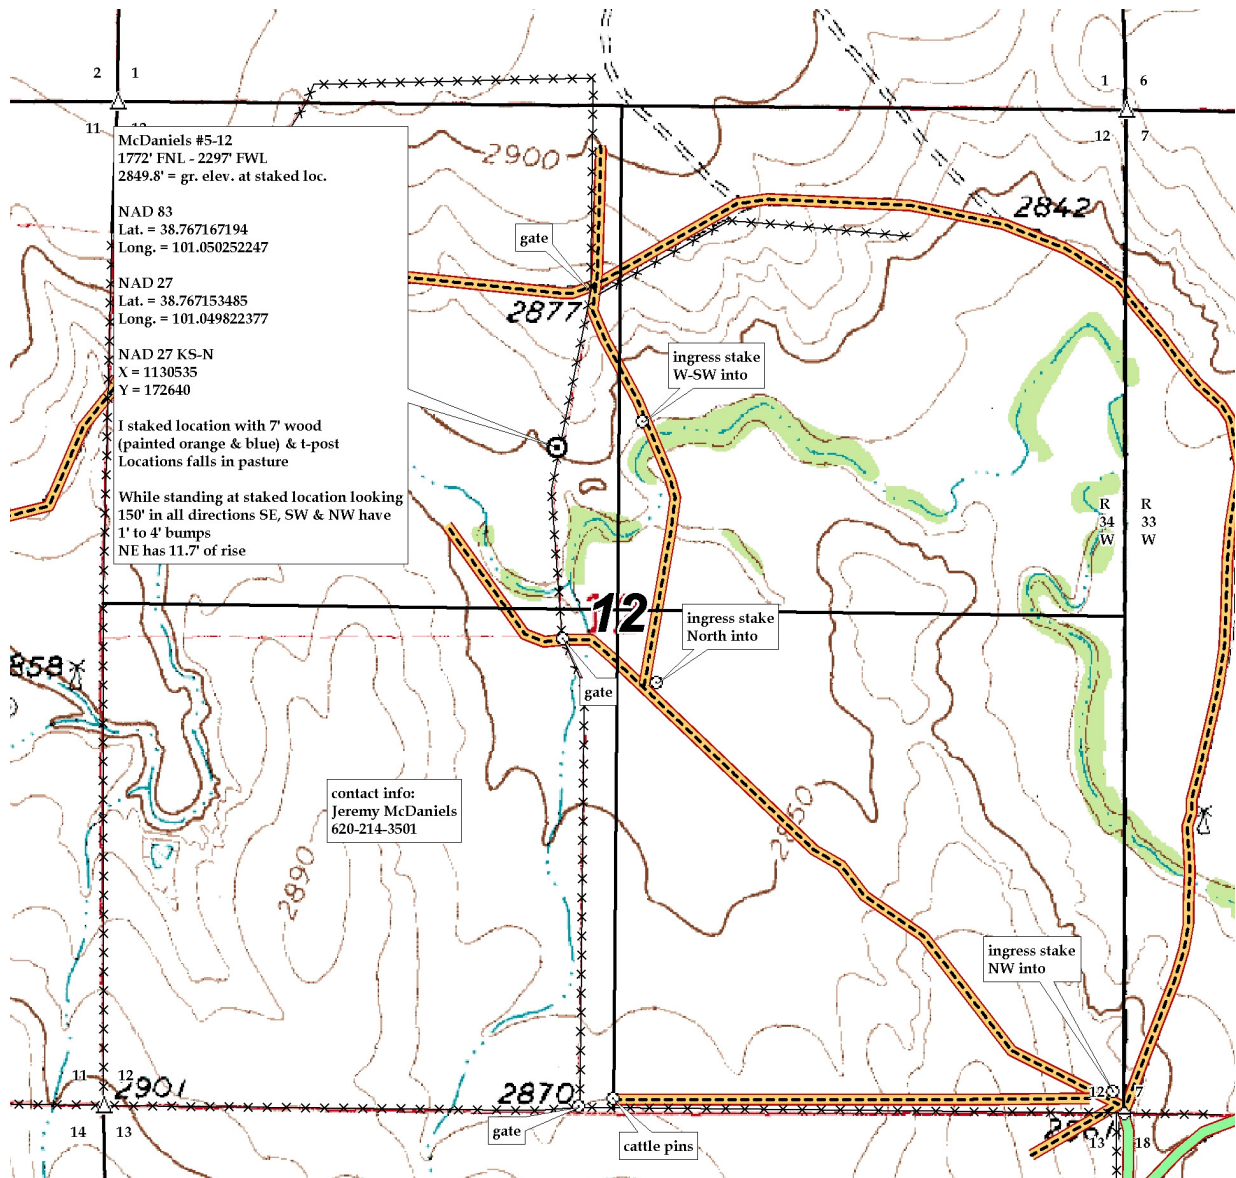 2 1
1 6
11
12 7
McDaniels #5-12
1772' FNL - 2297' FWL
2849.8' = gr. elev. at staked loc.
NAD 83
Lat. = 38.767167194
Long. = 101.050252247
NAD 27
Lat. = 38.767153485
Long. = 101.049822377
NAD 27 KS-N
X = 1130535
Y = 172640
I staked location with 7' wood
(painted orange & blue) & t-post
Locations falls in pasture
While standing at staked location looking
150' in all directions SE, SW & NW have
1' to 4' bumps
NE has 11.7' of rise
2900
2842
gate
2877
ingress stake
W-SW into
R R
34 33
W W
12
ingress stake
North into
gate
858
contact info:
Jeremy McDaniels
620-214-3501
2860
2890
ingress stake
NW into
11 12
2901
2870
12 7
gate
cattle pins
14 13
13 18